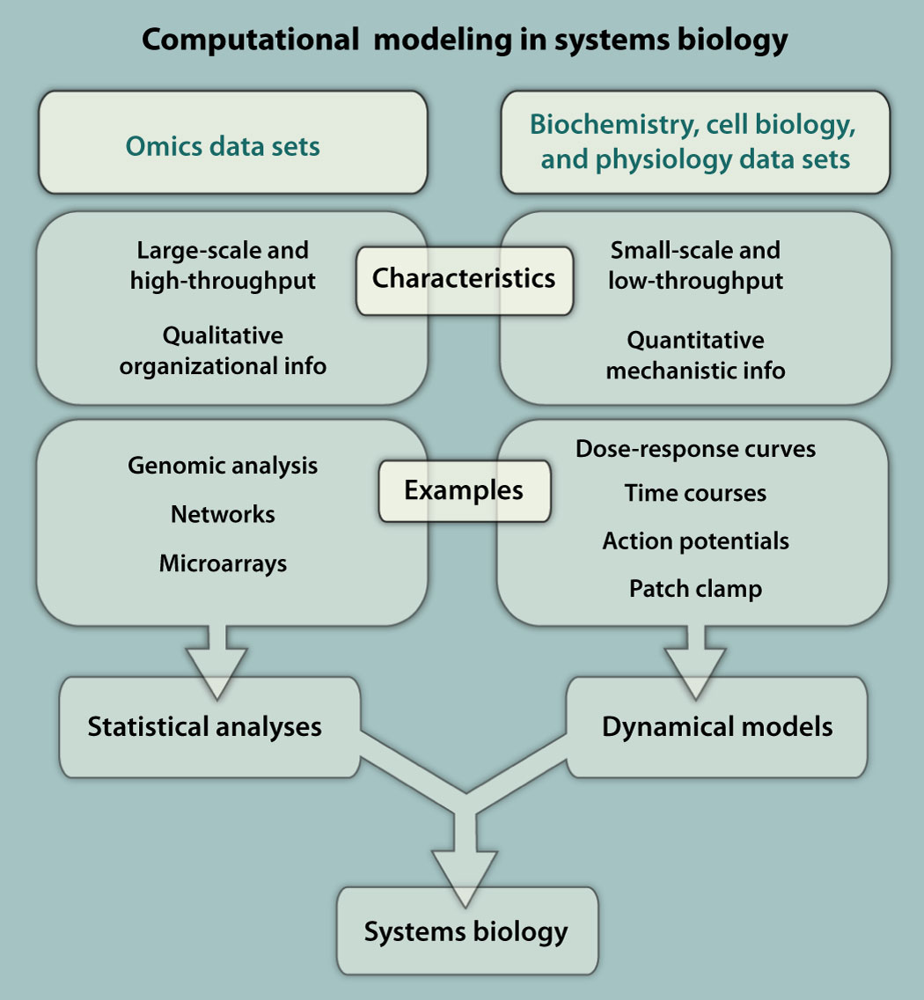 Computational modeling in systems biology
Omics data sets
Biochemistry, cell biology,
and physiology data sets
Large-scale and
high-throughput
Qualitative
organizational info
Characteristics
Small-scale and
low-throughput
Quantitative
mechanistic info
Genomic analysis
Networks
Microarrays
Examples
Dose-response curves
Time courses
Action potentials
Patch clamp
Statistical analyses
Dynamical models
Systems biology